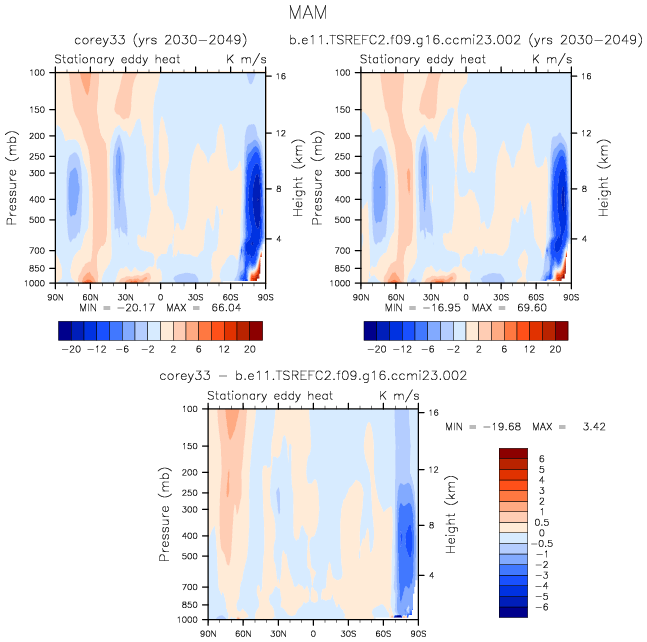 MAM
corey33 (yrs 2030-2049)
b.e11.TSREFC2.f09.g16.ccmi23.002 (yrs 2030-2049)
Stationary eddy heat K m/s
Stationary eddy heat K m/s
Pressure (mb)
100
150
200
250
300
400
500
700
850
1000
16
12
8
4
Height (km)
90N 60N 30N 0 30S 60S 90S
MIN = -20.17 MAX = 66.04
-20 -12 -6 -2 2 6 12 20
Pressure (mb)
100
150
200
250
300
400
500
700
850
1000
16
12
8
4
Height (km)
90N 60N 30N 0 30S 60S 90S
MIN = -16.95 MAX = 69.60
-20 -12 -6 -2 2 6 12 20
corey33 - b.e11.TSREFC2.f09.g16.ccmi23.002
Stationary eddy heat K m/s
Pressure (mb)
100
150
200
250
300
400
500
700
850
1000
16
12
8
4
Height (km)
90N 60N 30N 0 30S 60S 90S
MIN = -19.68 MAX = 3.42
6
5
4
3
2
1
0.5
0
-0.5
-1
-2
-3
-4
-5
-6